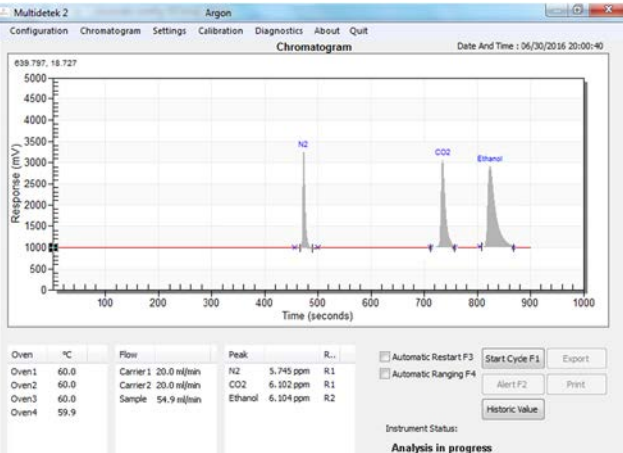 Multidetek 2 Argon
Configuration Chromatogram Settings Calibration Diagnostics About Quit
Chromatogram Date And Time : 06/30/2016 20:00:40
639.797, 18.727
5000
4500
4000
3500
3000
2500
2000
1500
1000
500
0
Response (mV)
N2
CO2
Ethanol
100 200 300 400 500 600 700 800 900 1000
Time (seconds)
Oven °C
Oven1 60.0
Oven2 60.0
Oven3 60.0
Oven4 59.9
Flow
Carrier1 20.0 ml/min
Carrier2 20.0 ml/min
Sample 54.9 ml/min
Peak R...
N2 5.745 ppm R1
CO2 6.102 ppm R1
Ethanol 6.104 ppm R2
Automatic Restart F3
Automatic Ranging F4
Start Cycle F1
Export
Alert F2
Print
Historic Value
Instrument Status:
Analysis in progress